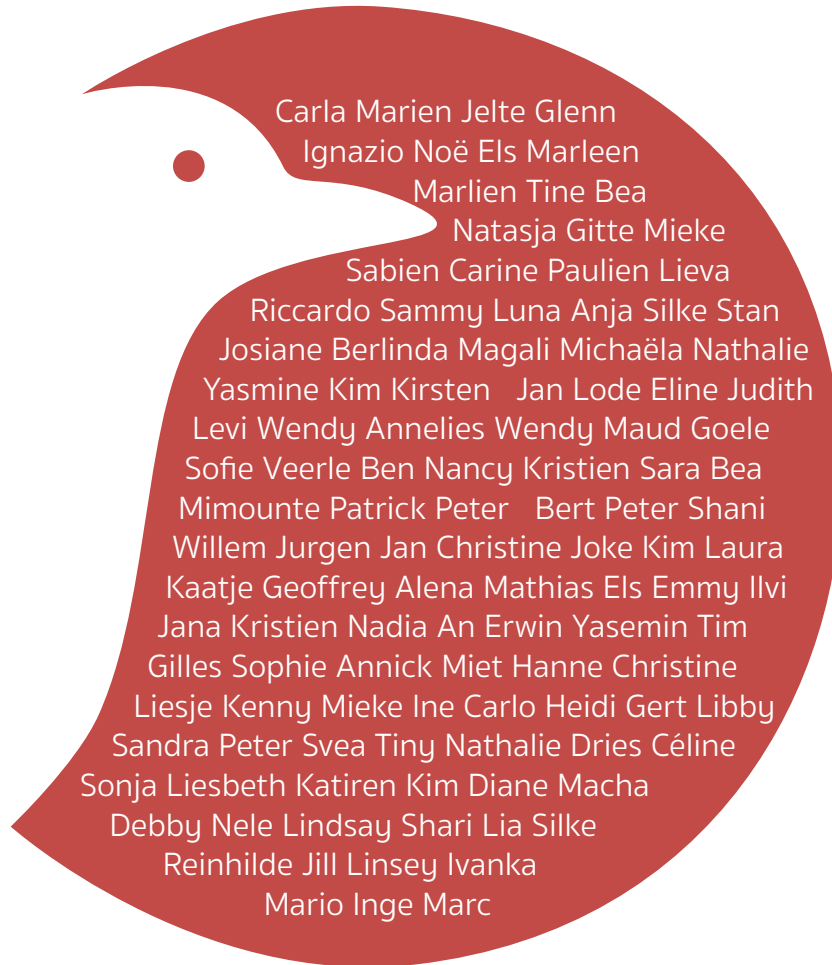 Carla Marien Jelte Glenn
Ignazio Noë Els Marleen
Marlien Tine Bea
Natasja Gitte Mieke
Sabien Carine Paulien Lieva
Riccardo Sammy Luna Anja Silke Stan
Josiane Berlinda Magali Michaëla Nathalie
Yasmine Kim Kirsten Jan Lode Eline Judith
Levi Wendy Annelies Wendy Maud Goele
Sofie Veerle Ben Nancy Kristien Sara Bea
Mimounte Patrick Peter Bert Peter Shani
Willem Jurgen Jan Christine Joke Kim Laura
Kaatje Geoffrey Alena Mathias Els Emmy Ilvi
Jana Kristien Nadia An Erwin Yasemin Tim
Gilles Sophie Annick Miet Hanne Christine
Liesje Kenny Mieke Ine Carlo Heidi Gert Libby
Sandra Peter Svea Tiny Nathalie Dries Céline
Sonja Liesbeth Katiren Kim Diane Macha
Debby Nele Lindsay Shari Lia Silke
Reinhilde Jill Linsey Ivanka
Mario Inge Marc